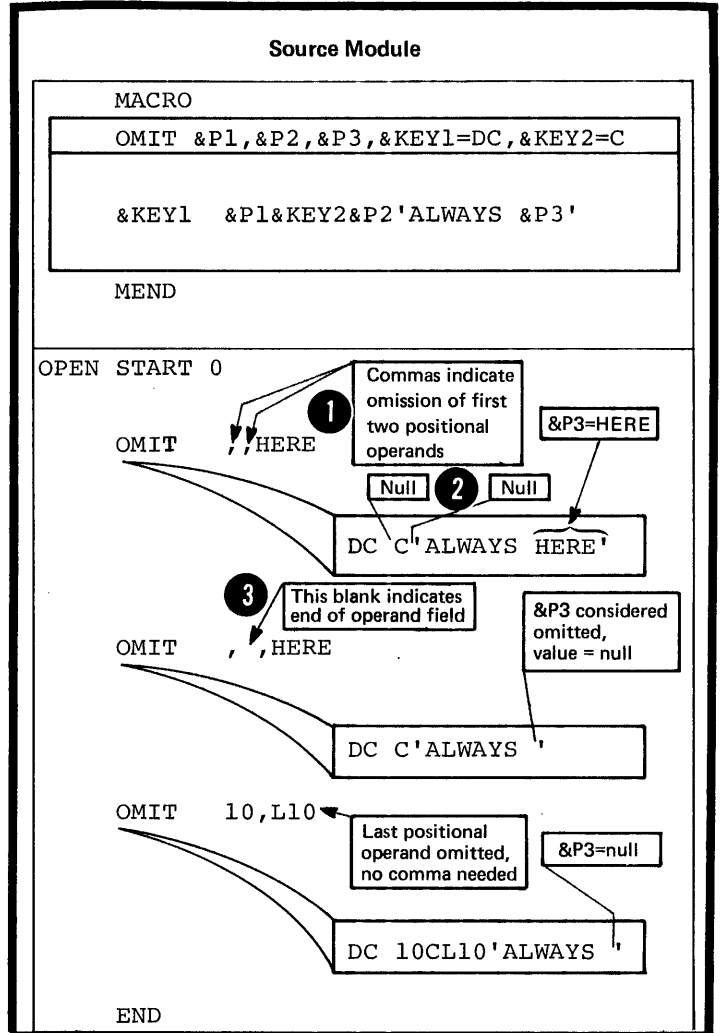 Source Module
MACRO
OMIT &P1,&P2,&P3,&KEY1=DC,&KEY2=C
&KEY1 &P1&KEY2&P2'ALWAYS &P3'
MEND
OPEN START 0
1
Commas indicate
omission of first
two positional
operands
&P3=HERE
OMIT ,,HERE
Null
2
Null
DC C'ALWAYS HERE'
3
This blank indicates
end of operand field
&P3 considered
omitted,
value = null
OMIT , ,HERE
DC C'ALWAYS '
OMIT 10,L10
Last positional
operand omitted,
no comma needed
&P3=null
DC 10CL10'ALWAYS '
END